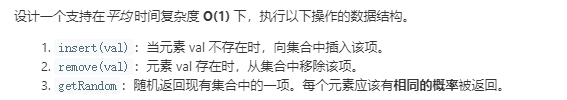 设计一个支持在平均 时间复杂度 O(1) 下，执行以下操作的数据结构。
1. insert(val)：当元素 val 不存在时，向集合中插入该项。
2. remove(val)：元素 val 存在时，从集合中移除该项。
3. getRandom：随机返回现有集合中的一项。每个元素应该有相同的概率被返回。